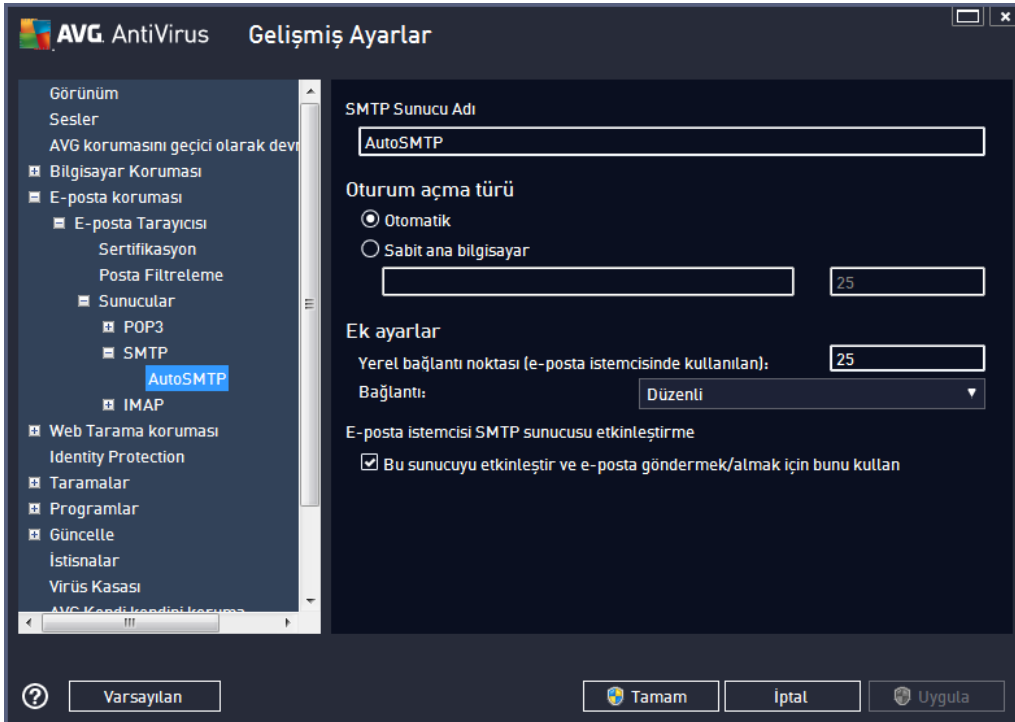 AVG AntiVirus Gelişmiş Ayarlar
Görünüm
Sesler
AVG korumasını geçici olarak devr
Bilgisayar Koruması
E-posta koruması
E-posta Tarayıcısı
Sertifikasyon
Posta Filtreleme
Sunucular
POP3
SMTP
AutoSMTP
IMAP
Web Tarama koruması
Identity Protection
Taramalar
Programlar
Güncelle
İstisnalar
Virüs Kasası
AVG Kendi kendini koruma
SMTP Sunucu Adı
AutoSMTP
Oturum açma türü
Otomatik
Sabit ana bilgisayar
25
Ek ayarlar
Yerel bağlantı noktası (e-posta istemcisinde kullanılan): 25
Bağlantı: Düzenli
E-posta istemcisi SMTP sunucusu etkinleştirme
Bu sunucuyu etkinleştir ve e-posta göndermek/almak için bunu kullan
? Varsayılan Tamam İptal Uygula